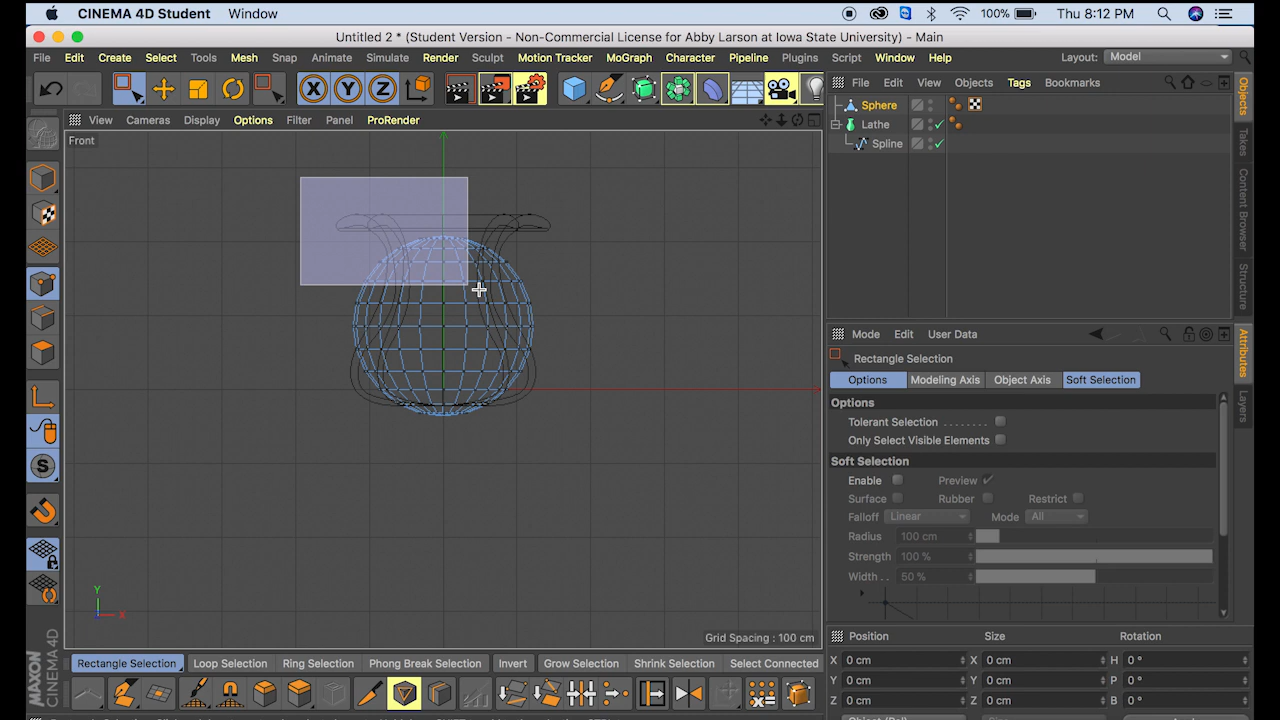 CINEMA 4D Student Window 100% Thu 8:12 PM
Untitled 2 * (Student Version - Non-Commercial License for Abby Larson at Iowa State University) - Main
File Edit Create Select Tools Mesh Snap Animate Simulate Render Sculpt Motion Tracker MoGraph Character Pipeline Plugins Script Window Help Layout: Model
X Y Z
File Edit View Objects Tags Bookmarks
View Cameras Display Options Filter Panel ProRender
Front
Sphere
Lathe
Spline
Objects
Takes
Content Browser
Structure
Mode Edit User Data
Rectangle Selection
Options Modeling Axis Object Axis Soft Selection
Options
Tolerant Selection
Only Select Visible Elements
Soft Selection
Enable Preview
Surface Rubber Restrict
Falloff Linear Mode All
Radius 100 cm
Strength 100 %
Width . . 50 %
Attributes
Layers
S
Y
X
Grid Spacing : 100 cm
Position Size Rotation
X 0 cm X 0 cm H 0 °
Y 0 cm Y 0 cm P 0 °
Z 0 cm Z 0 cm B 0 °
Rectangle Selection Loop Selection Ring Selection Phong Break Selection Invert Grow Selection Shrink Selection Select Connected
MAXON
CINEMA 4D